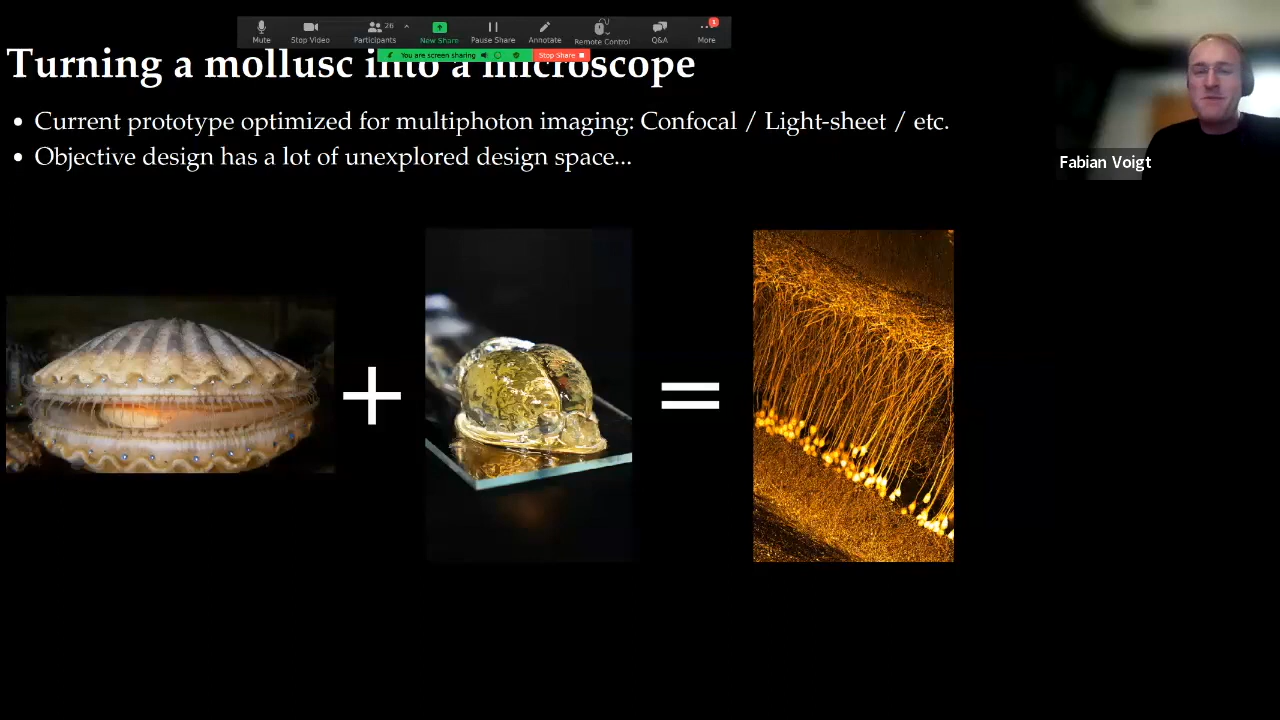 26
1
Mute
Stop Video
Participants
New Share
Pause Share
Annotate
Remote Control
Q&A
More
You are screen sharing
Stop Share
Turning a mollusc into a microscope
• Current prototype optimized for multiphoton imaging: Confocal / Light-sheet / etc.
• Objective design has a lot of unexplored design space...
Fabian Voigt
+
=